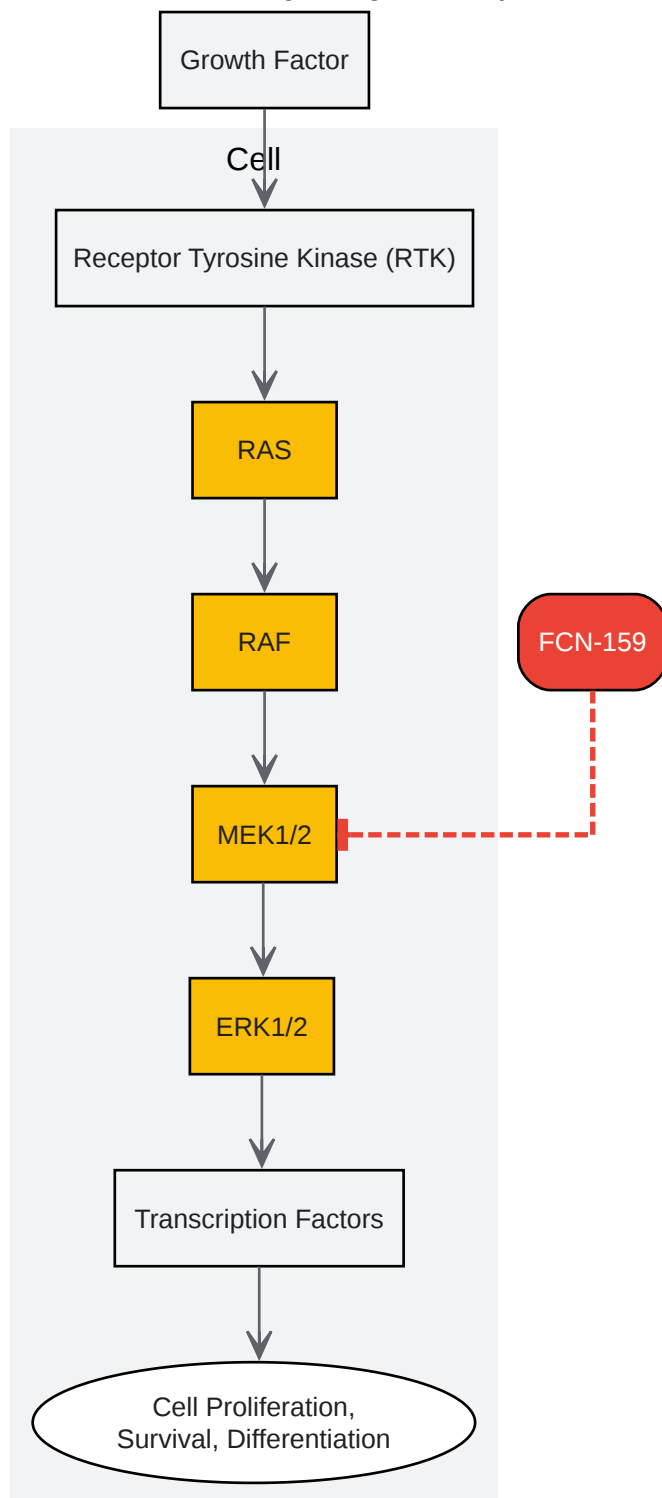 Growth Factor
Cell
Receptor Tyrosine Kinase (RTK)
RAS
RAF
FCN-159
MEK1/2
ERK1/2
Transcription Factors
Cell Proliferation,
Survival, Differentiation